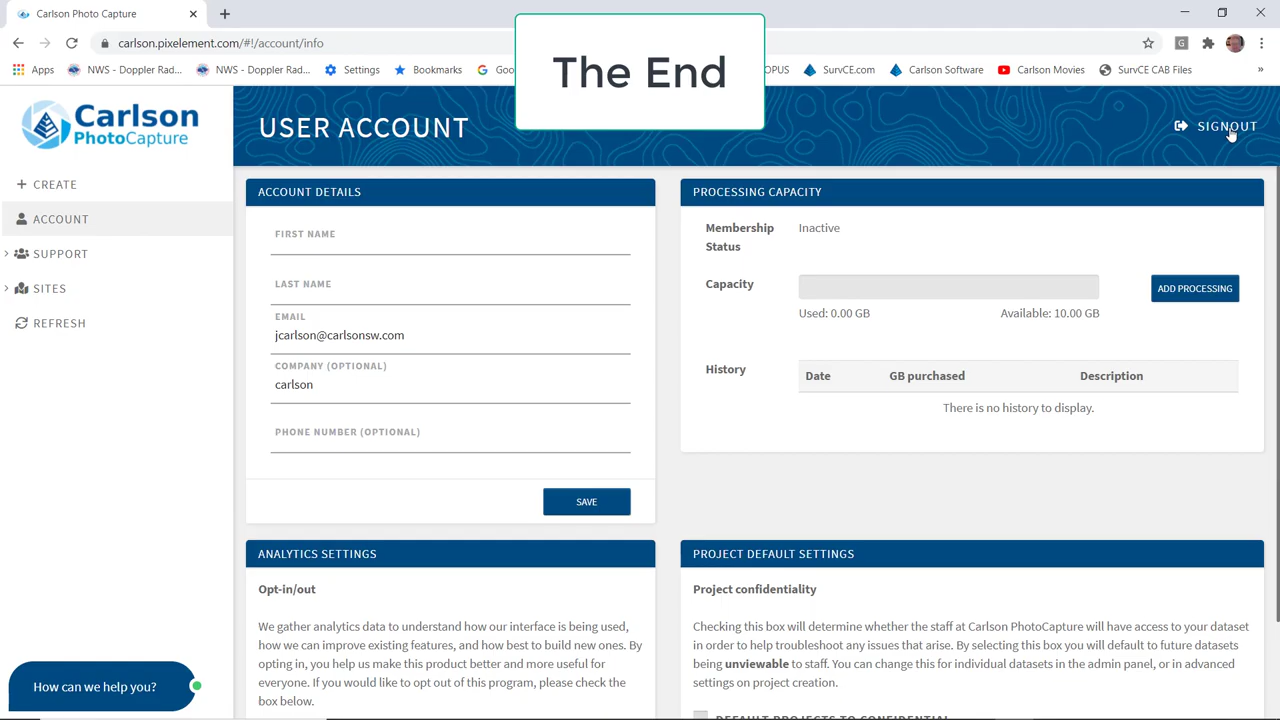 Carlson Photo Capture
carlson.pixelement.com/#!/account/info
The End
Apps
NWS - Doppler Rad...
NWS - Doppler Rad...
Settings
Bookmarks
Goo
OPUS
SurvCE.com
Carlson Software
Carlson Movies
SurvCE CAB Files
»
Carlson
PhotoCapture
USER ACCOUNT
SIGNOUT
CREATE
ACCOUNT
SUPPORT
SITES
REFRESH
ACCOUNT DETAILS
FIRST NAME
LAST NAME
EMAIL
jcarlson@carlsonsw.com
COMPANY (OPTIONAL)
carlson
PHONE NUMBER (OPTIONAL)
SAVE
PROCESSING CAPACITY
Membership Inactive
Status
Capacity
ADD PROCESSING
Used: 0.00 GB Available: 10.00 GB
History Date GB purchased Description
There is no history to display.
ANALYTICS SETTINGS
Opt-in/out
We gather analytics data to understand how our interface is being used,
how we can improve existing features, and how best to build new ones. By
opting in, you help us make this product better and more useful for
everyone. If you would like to opt out of this program, please check the
box below.
PROJECT DEFAULT SETTINGS
Project confidentiality
Checking this box will determine whether the staff at Carlson PhotoCapture will have access to your dataset
in order to help troubleshoot any issues that arise. By selecting this box you will default to future datasets
being unviewable to staff. You can change this for individual datasets in the admin panel, or in advanced
settings on project creation.
DEFAULT PROJECTS TO CONFIDENTIAL
How can we help you?